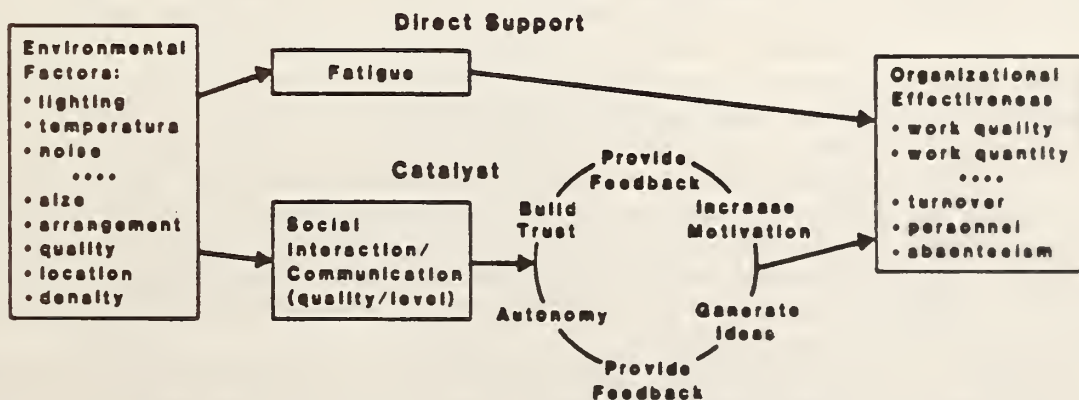 Direct Support
Environmental
Factors:
• lighting
• temperature
• noise
••••
• size
• arrangement
• quality
• location
• density
Fatigue
Catalyst
Social
Interaction/
Communication
(quality/level)
Provide
Feedback
Build
Trust
Increase
Motivation
Autonomy
Generate
Ideas
Provide
Feedback
Organizational
Effectiveness
• work quality
• work quantity
••••
• turnover
• personnel
• absenteeism